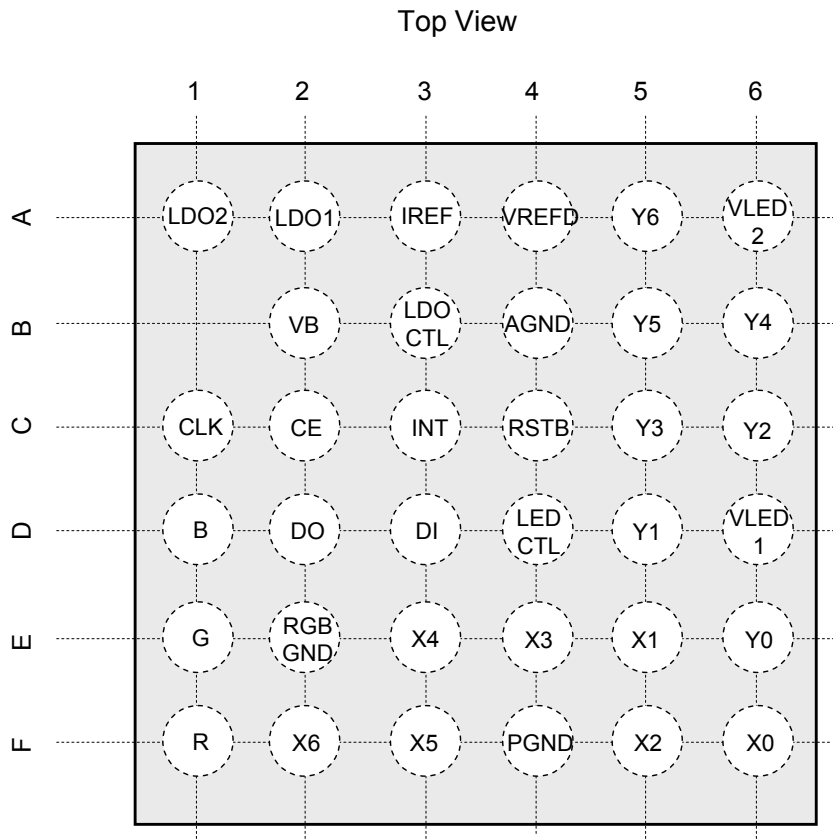 Top View
1 2 3 4 5 6
A LDO2 LDO1 IREF VREFD Y6 VLED 2
B VB LDO CTL AGND Y5 Y4
C CLK CE INT RSTB Y3 Y2
D B DO DI LED CTL Y1 VLED 1
E G RGB GND X4 X3 X1 Y0
F R X6 X5 PGND X2 X0